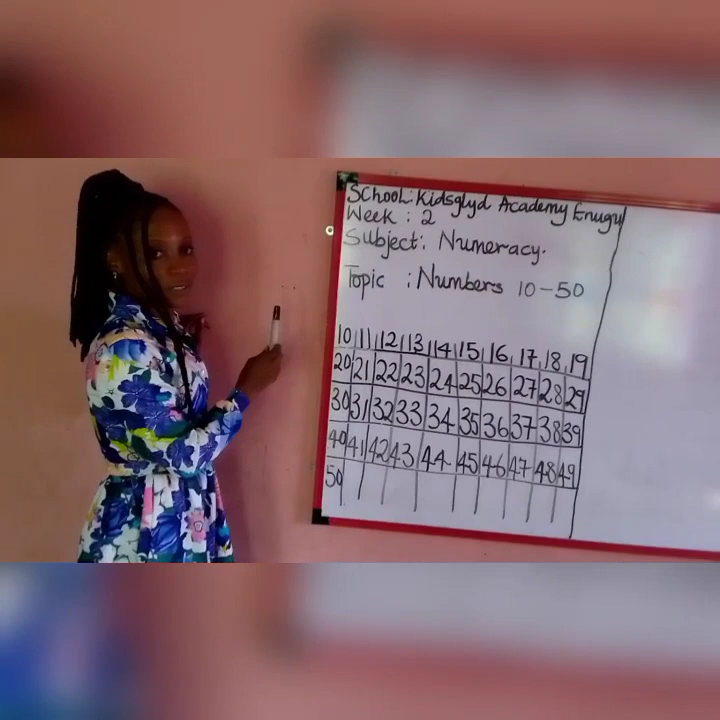 School: Kidsglyd Academy Enugu
Week : 2
Subject: Numeracy.
Topic : Numbers 10-50
10 11 12 13 14 15 16 17 18 19
20 21 22 23 24 25 26 27 28 29
30 31 32 33 34 35 36 37 38 39
40 41 42 43 44 45 46 47 48 49
50